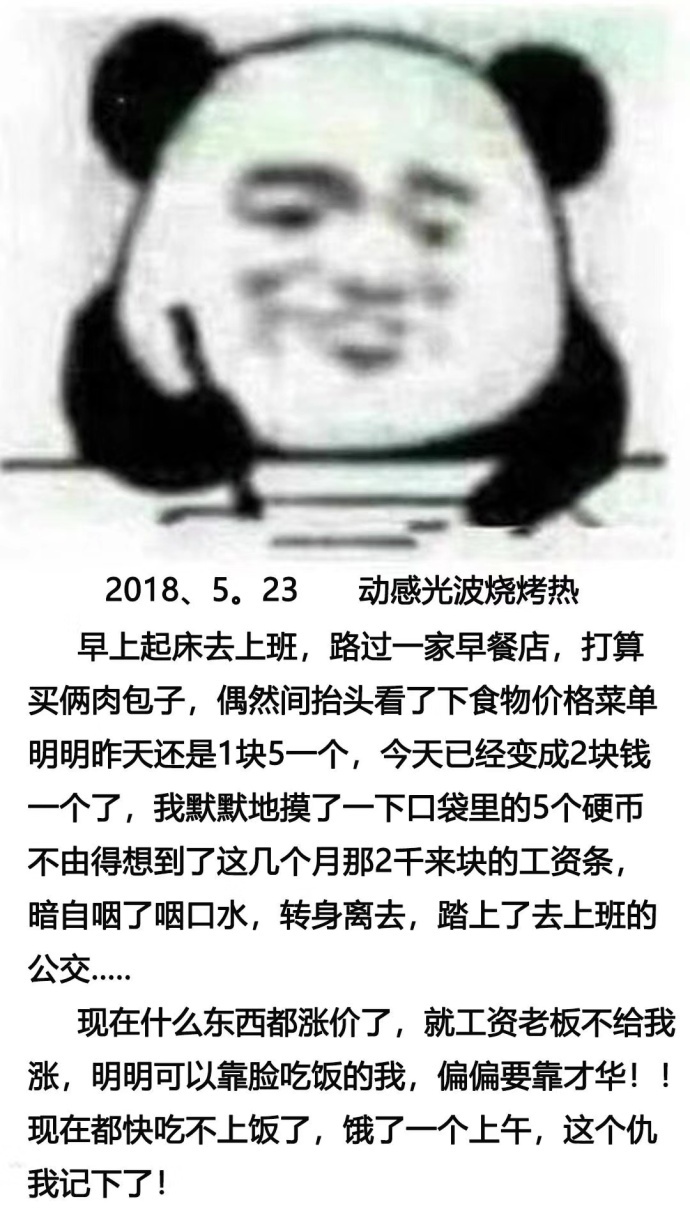 2018、5。23 动感光波烧烤热
早上起床去上班，路过一家早餐店，打算
买俩肉包子，偶然间抬头看了下食物价格菜单
明明昨天还是1块5一个，今天已经变成2块钱
一个了，我默默地摸了一下口袋里的5个硬币
不由得想到了这几个月那2千来块的工资条，
暗自咽了咽口水，转身离去，踏上了去上班的
公交.....
现在什么东西都涨价了，就工资老板不给我
涨，明明可以靠脸吃饭的我，偏偏要靠才华！！
现在都快吃不上饭了，饿了一个上午，这个仇
我记下了！